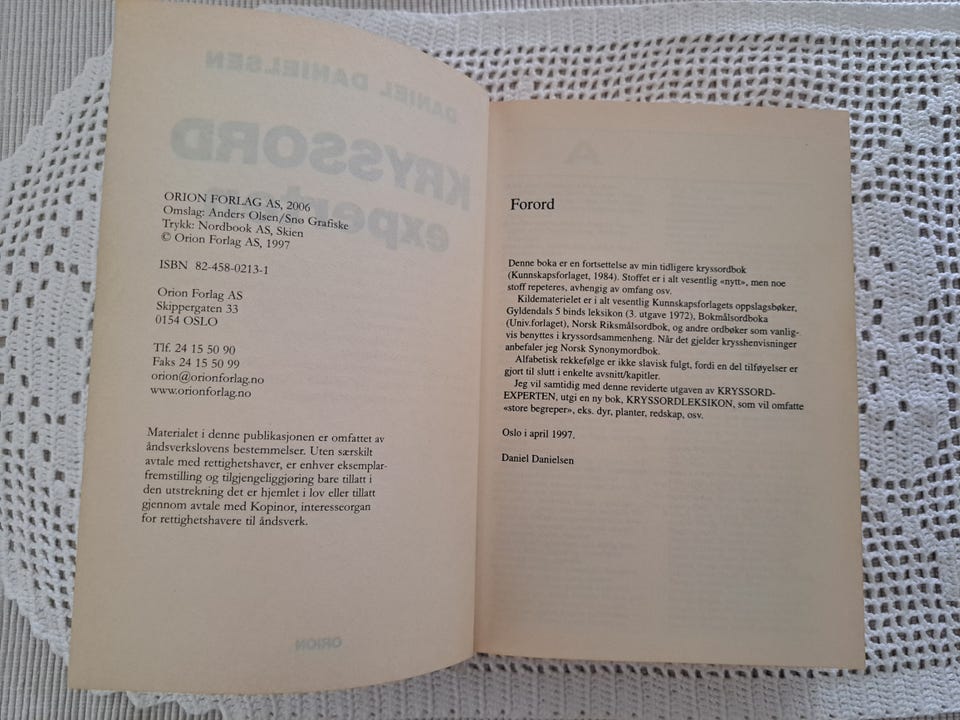 DANIEL DANIELSEN
KRYSSORD
experten
ORIGO FORLAG AS, 2006
Omslag: Anders Olsen/Snø Grafiske
Trykk: Nordbook AS, Skien
© Orion Forlag AS, 1997
ISBN 82-458-0213-1
Orion Forlag AS
Skippergaten 33
0154 OSLO
Tlf. 24 15 50 90
Faks 24 15 50 99
orion@orionforlag.no
www.orionforlag.no
Materialet i denne publikasjonen er omfattet av
åndsverkslovens bestemmelser. Uten særskilt
avtale med rettighetshaver, er enhver eksemplar-
fremstilling og tilgjengeliggjøring bare tillatt i
den utstrekning det er hjemlet i lov eller tillatt
gjennom avtale med Kopinor, interesseorgan
for rettighetshavere til åndsverk.
ORION
A
Forord
Denne boka er en fortsettelse av min tidligere kryssordbok
(Kunnskapsforlaget, 1984). Stoffet er i alt vesentlig «nytt», men noe
stoff repeteres, avhengig av omfang osv.
Kildematerielet er i alt vesentlig Kunnskapsforlagets oppslagsbøker,
Gyldendals 5 binds leksikon (3. utgave 1972), Bokmålsordboka
(Univ.forlaget), Norsk Riksmålsordbok, og andre ordbøker som vanlig-
vis benyttes i kryssordsammenheng. Når det gjelder krysshenvisninger
anbefaler jeg Norsk Synonymordbok.
Alfabetisk rekkefølge er ikke slavisk fulgt, fordi en del tilføyelser er
gjort til slutt i enkelte avsnitt/kapitler.
Jeg vil samtidig med denne reviderte utgaven av KRYSSORD-
EXPERTEN, utgi en ny bok, KRYSSORDLEKSIKON, som vil omfatte
«store begreper», eks. dyr, planter, redskap, osv.
Oslo i april 1997.
Daniel Danielsen